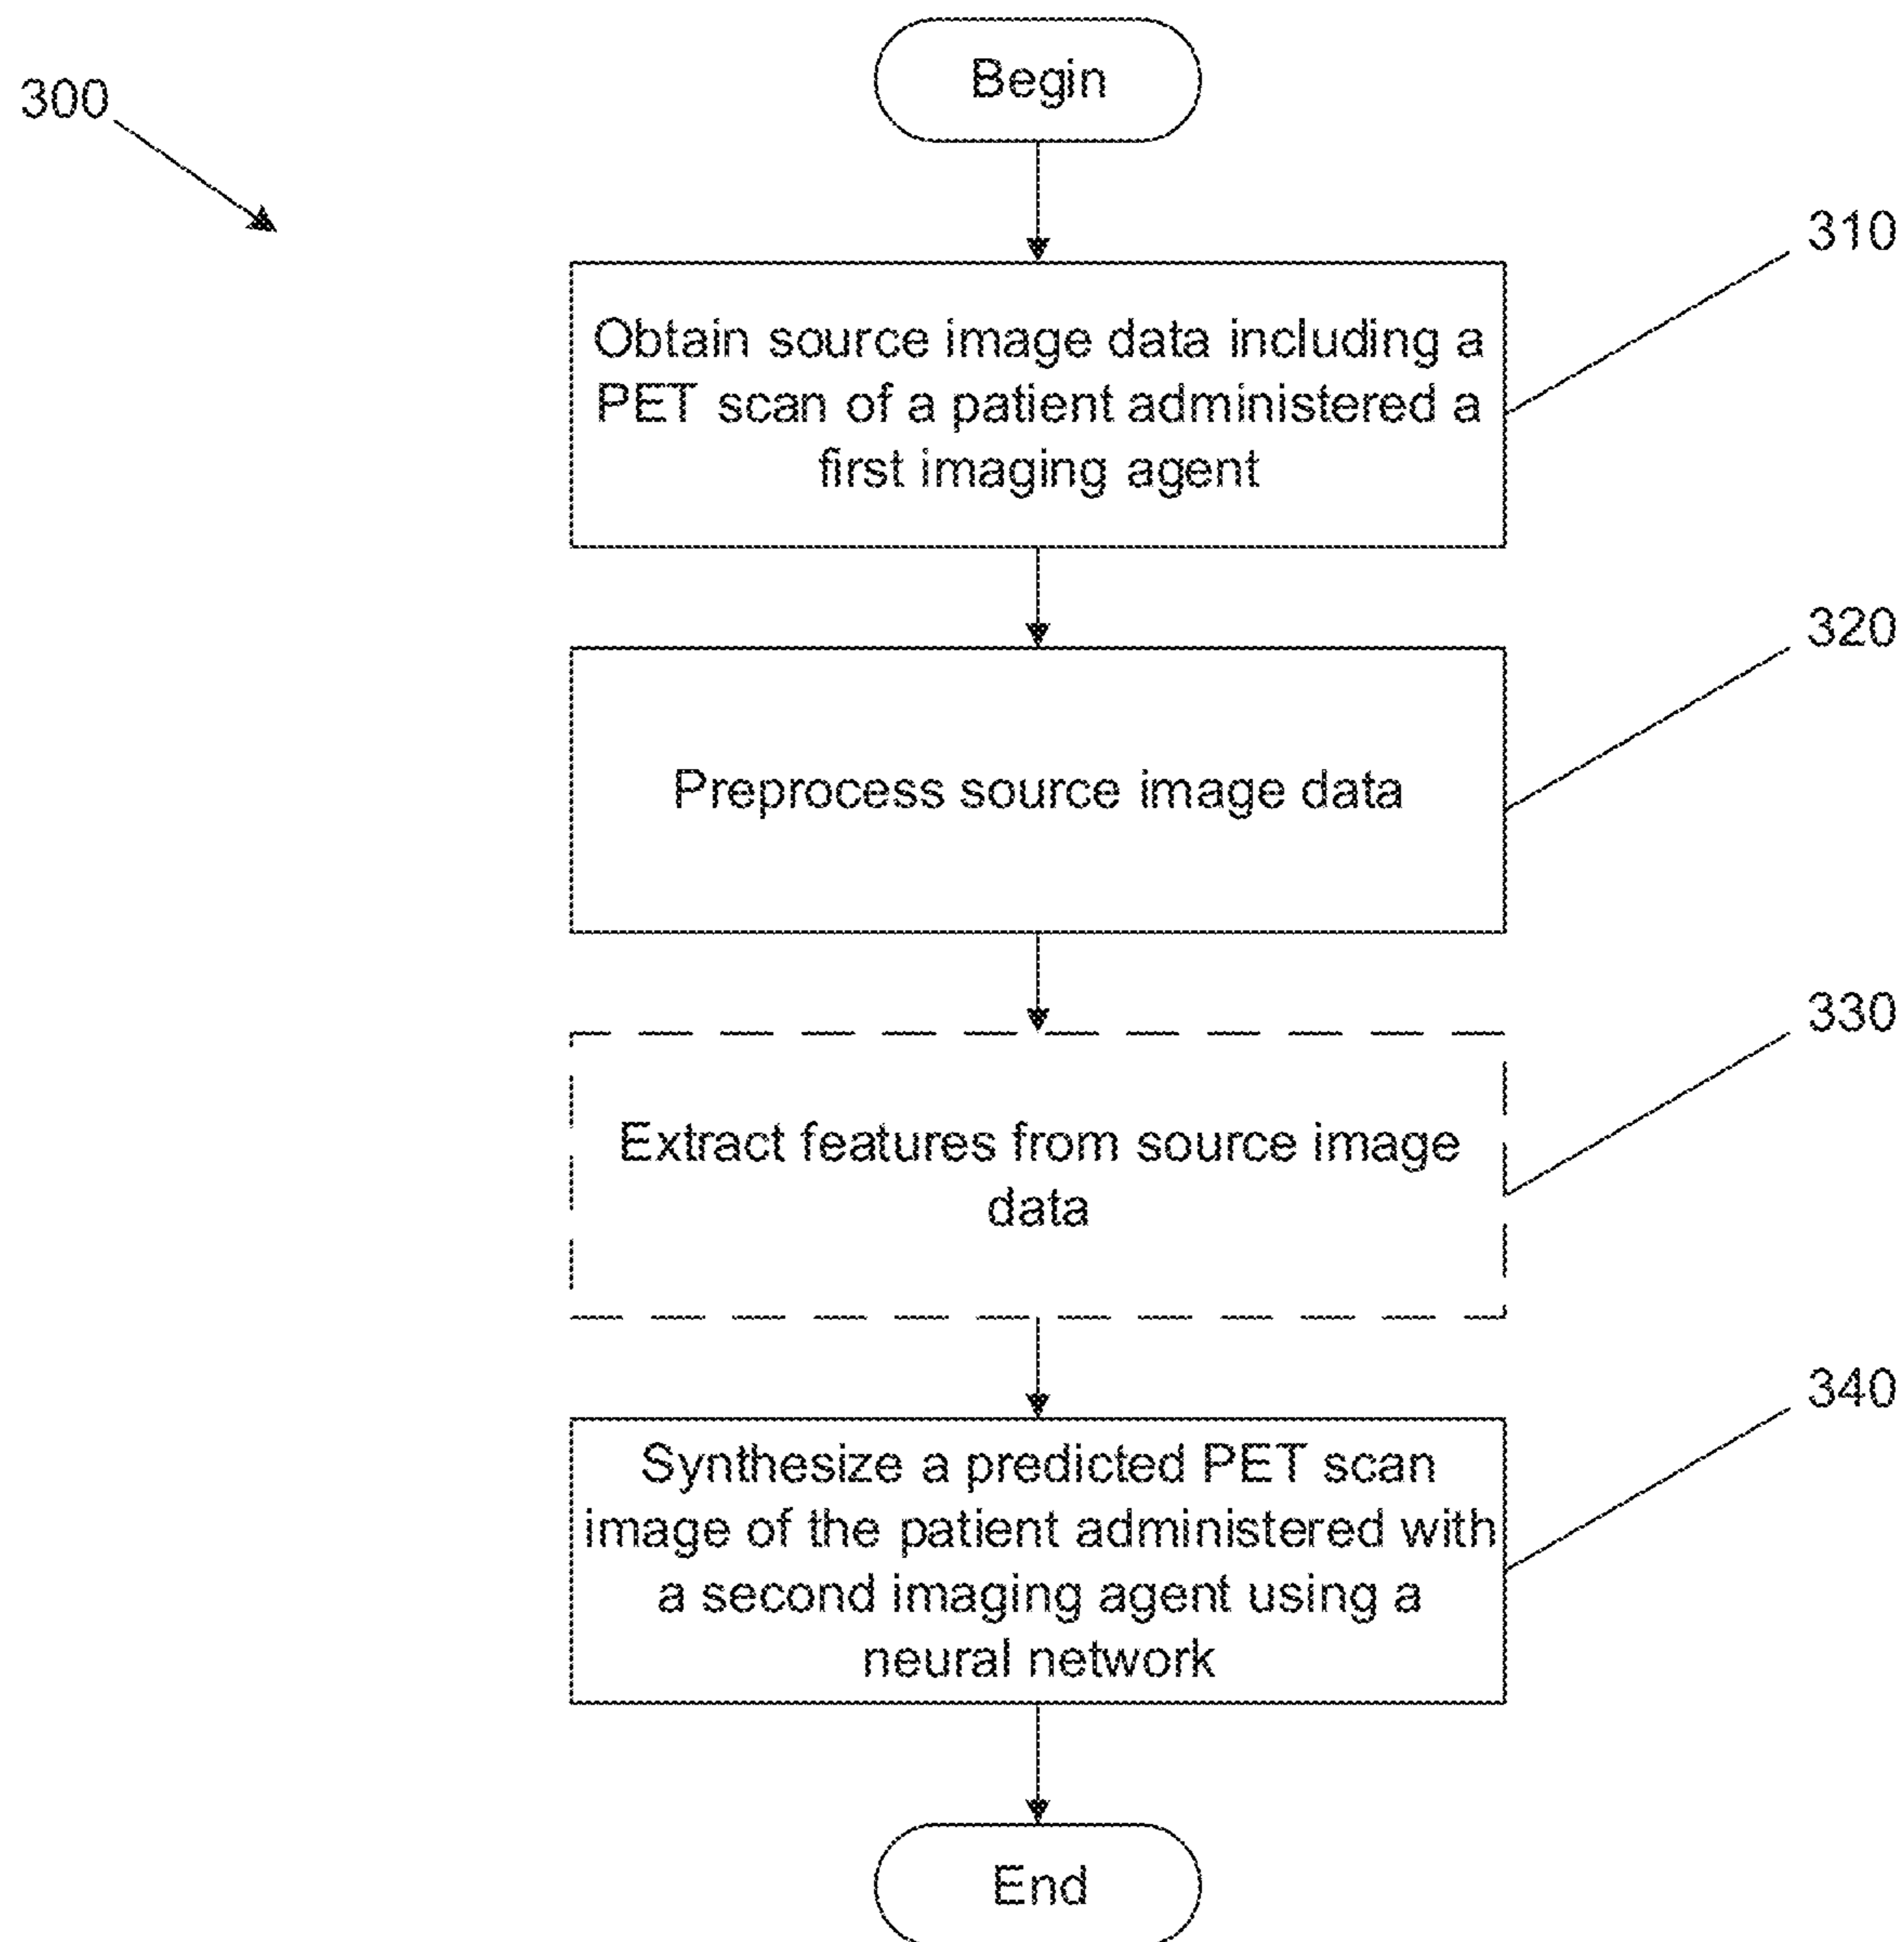 Begin
300
310
Obtain source image data including a
PET scan of a patient administered a
first imaging agent
320
Preprocess source image data
330
Extract features from source image
data
340
Synthesize a predicted PET scan
image of the patient administered with
a second imaging agent using a
neural network
End